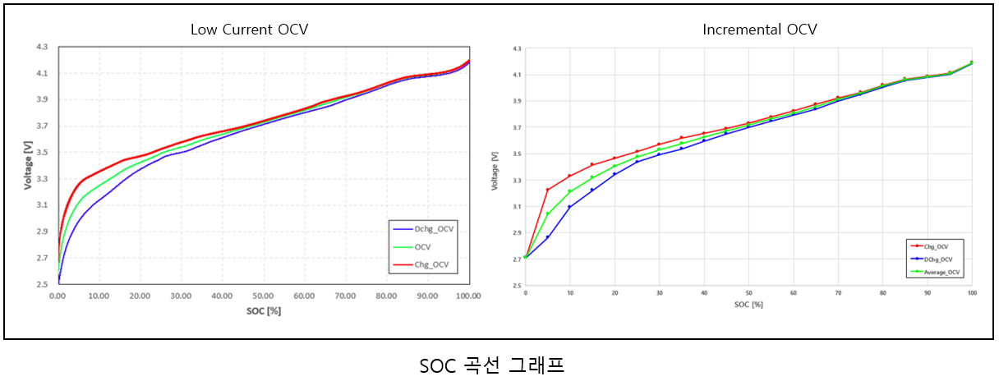 Low Current OCV
4.3
4.1
3.9
3.7
3.5
3.3
3.1
2.9
2.7
2.5
Voltage [V]
0.00 10.00 20.00 30.00 40.00 50.00 60.00 70.00 80.00 90.00 100.00
SOC [%]
Dchg_OCV
OCV
Chg_OCV
Incremental OCV
4.3
4.1
3.9
3.7
3.5
3.3
3.1
2.9
2.7
2.5
Voltage [V]
0 10 20 30 40 50 60 70 80 90 100
SOC [%]
Chg_OCV
DChg_OCV
Average_OCV
SOC 곡선 그래프